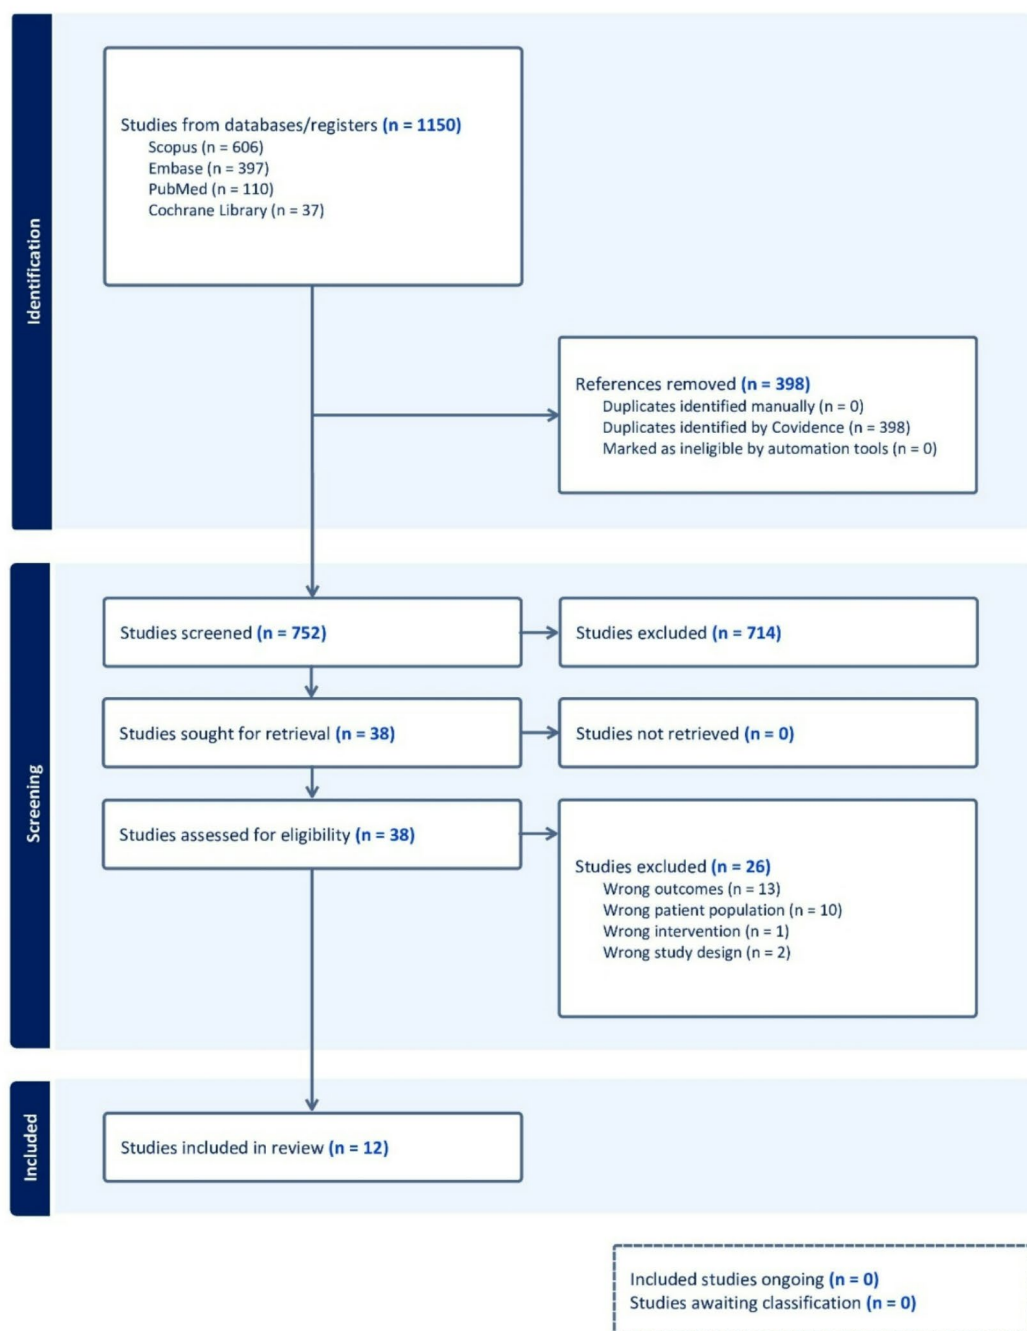 Identification
Studies from databases/registers (n = 1150)
Scopus (n = 606)
Embase (n = 397)
PubMed (n = 110)
Cochrane Library (n = 37)
References removed (n = 398)
Duplicates identified manually (n = 0)
Duplicates identified by Covidence (n = 398)
Marked as ineligible by automation tools (n = 0)
Screening
Studies screened (n = 752)
Studies excluded (n = 714)
Studies sought for retrieval (n = 38)
Studies not retrieved (n = 0)
Studies assessed for eligibility (n = 38)
Studies excluded (n = 26)
Wrong outcomes (n = 13)
Wrong patient population (n = 10)
Wrong intervention (n = 1)
Wrong study design (n = 2)
Included
Studies included in review (n = 12)
Included studies ongoing (n = 0)
Studies awaiting classification (n = 0)